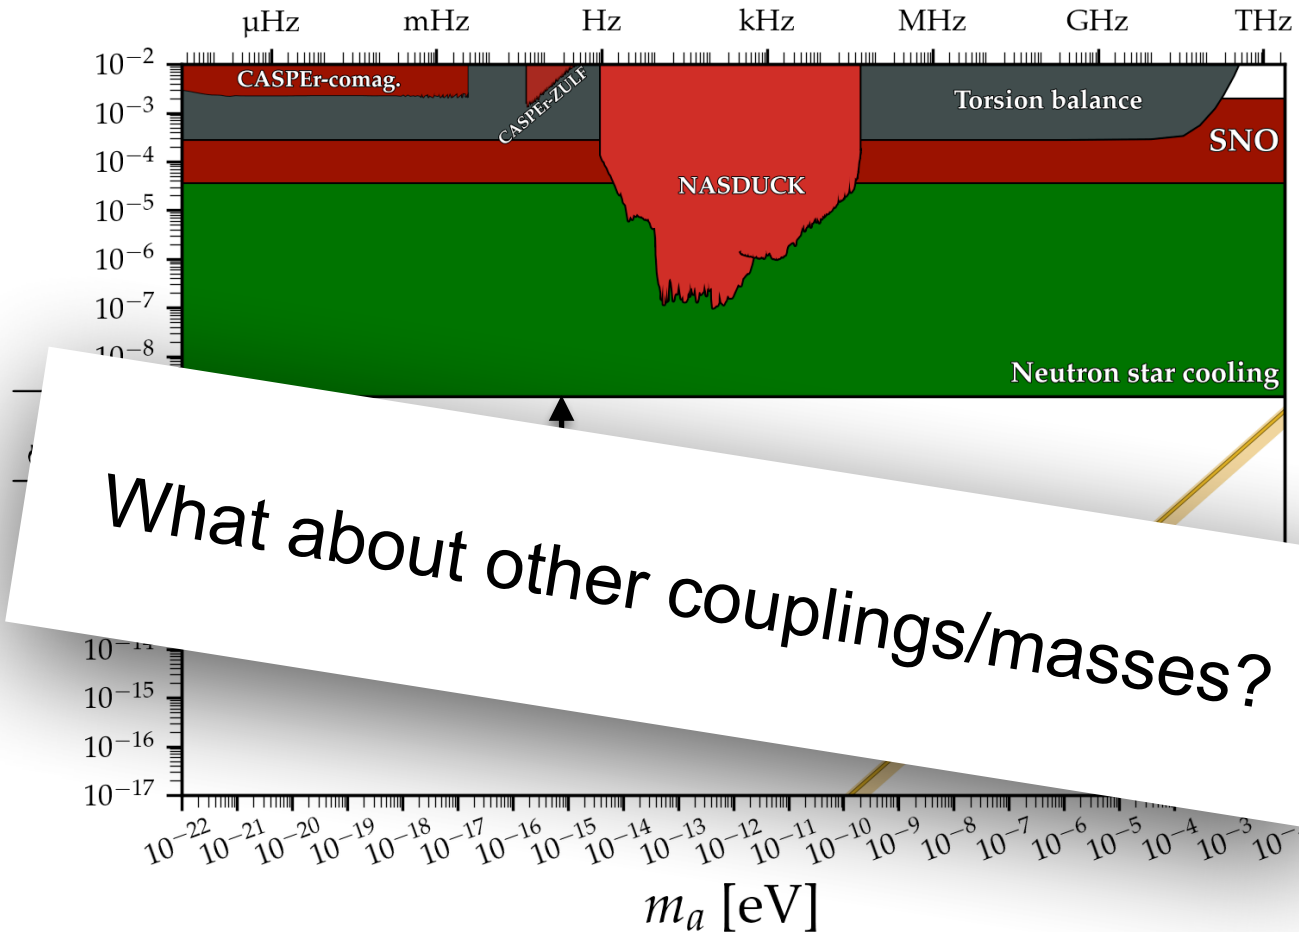 μHz mHz Hz kHz MHz GHz THz
10⁻²
CASPEr-comag.
CASPEr-ZULF
Torsion balance
10⁻³
SNO
10⁻⁴
NASDUCK
10⁻⁵
10⁻⁶
10⁻⁷
10⁻⁸
Neutron star cooling
What about other couplings/masses?
10⁻¹⁴
10⁻¹⁵
10⁻¹⁶
10⁻¹⁷
10⁻²² 10⁻²¹ 10⁻²⁰ 10⁻¹⁹ 10⁻¹⁸ 10⁻¹⁷ 10⁻¹⁶ 10⁻¹⁵ 10⁻¹⁴ 10⁻¹³ 10⁻¹² 10⁻¹¹ 10⁻¹⁰ 10⁻⁹ 10⁻⁸ 10⁻⁷ 10⁻⁶ 10⁻⁵ 10⁻⁴ 10⁻³
mₐ [eV]